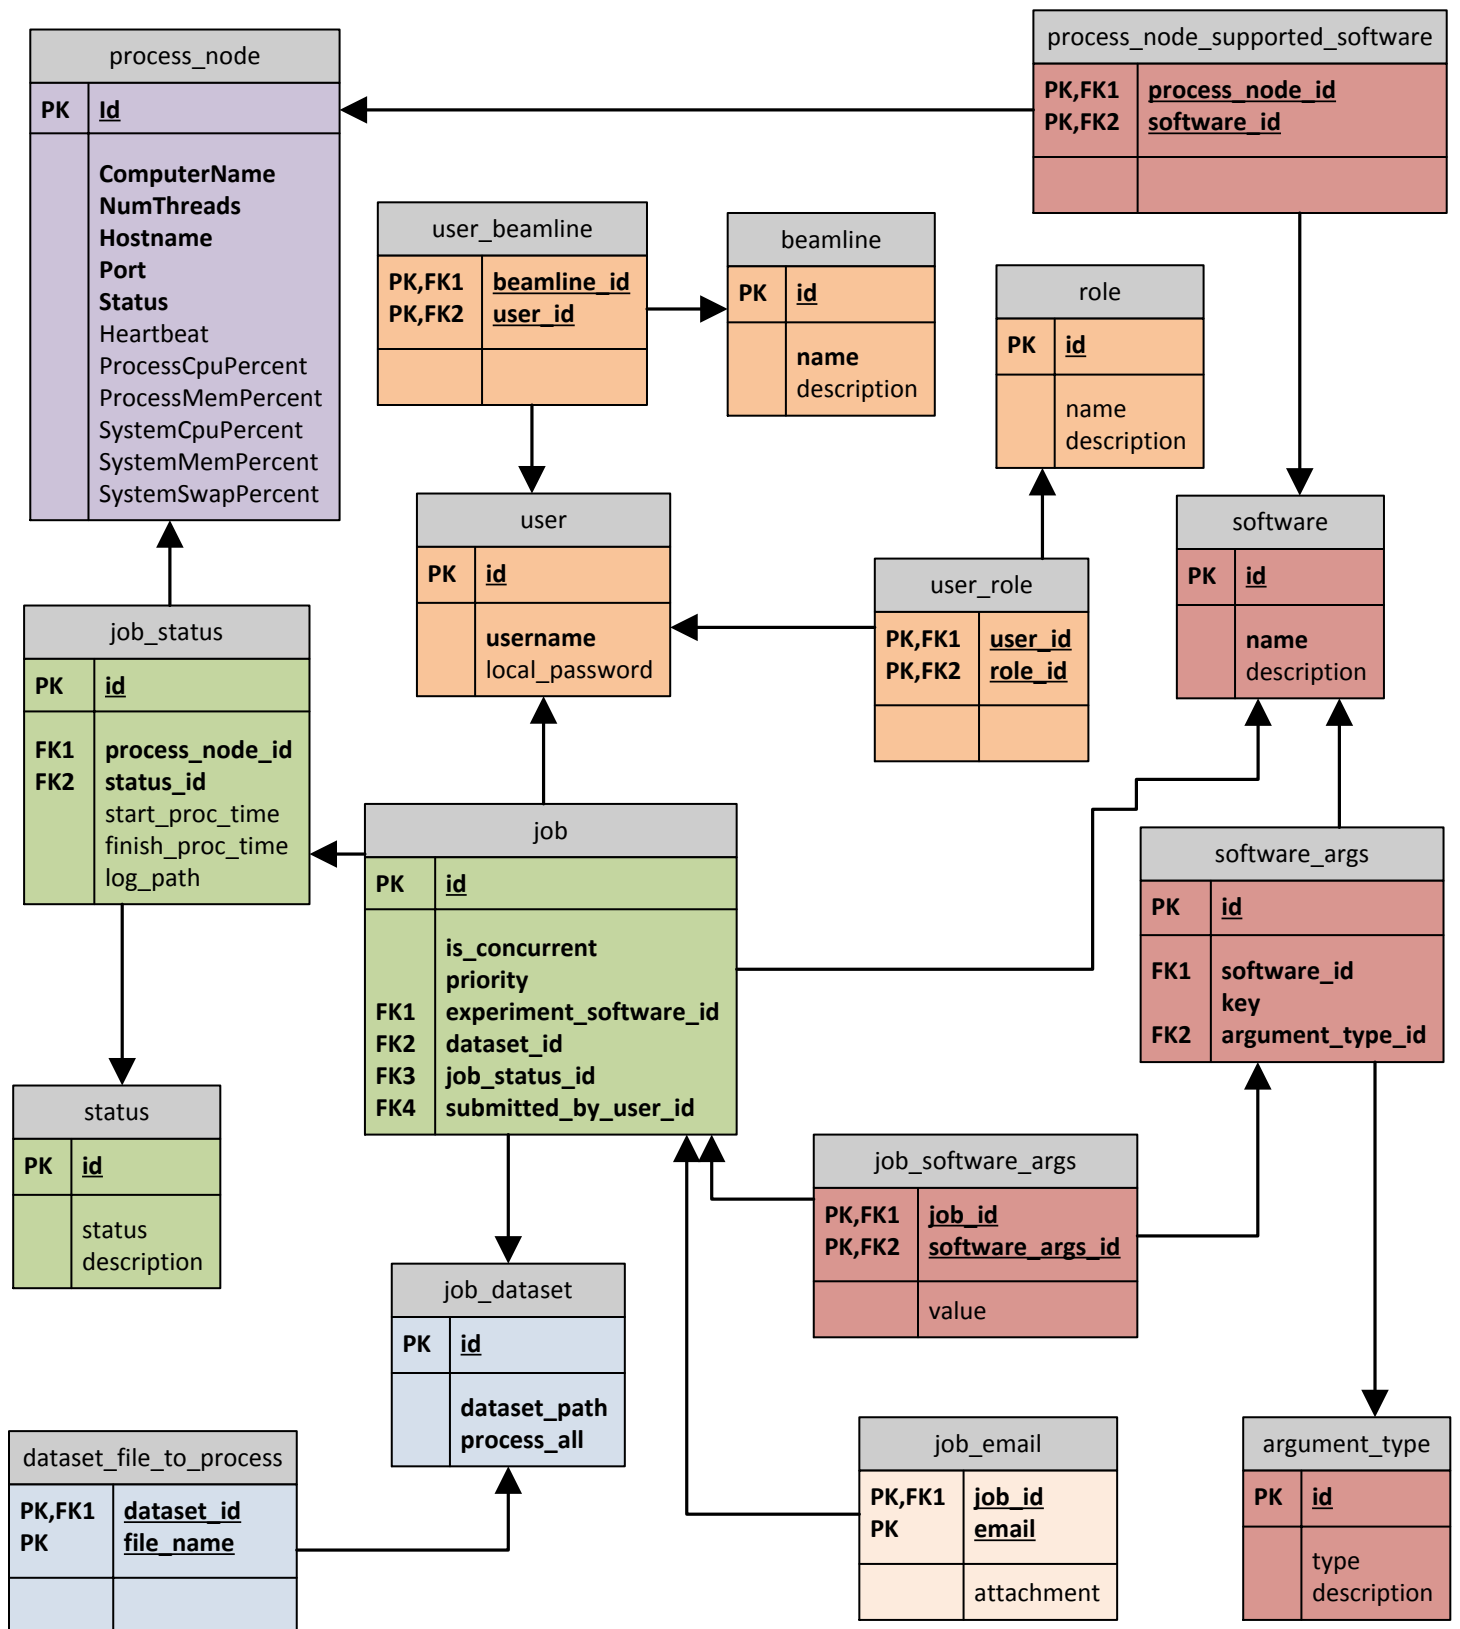 process_node
PK Id
ComputerName
NumThreads
Hostname
Port
Status
Heartbeat
ProcessCpuPercent
ProcessMemPercent
SystemCpuPercent
SystemMemPercent
SystemSwapPercent
process_node_supported_software
PK,FK1 process_node_id
PK,FK2 software_id
user_beamline
PK,FK1 beamline_id
PK,FK2 user_id
beamline
PK id
name
description
role
PK id
name
description
user
PK id
username
local_password
user_role
PK,FK1 user_id
PK,FK2 role_id
software
PK id
name
description
job_status
PK id
FK1 process_node_id
FK2 status_id
start_proc_time
finish_proc_time
log_path
job
PK id
is_concurrent
priority
FK1 experiment_software_id
FK2 dataset_id
FK3 job_status_id
FK4 submitted_by_user_id
software_args
PK id
FK1 software_id
key
FK2 argument_type_id
status
PK id
status
description
job_software_args
PK,FK1 job_id
PK,FK2 software_args_id
value
job_dataset
PK id
dataset_path
process_all
dataset_file_to_process
PK,FK1 dataset_id
PK file_name
job_email
PK,FK1 job_id
PK email
attachment
argument_type
PK id
type
description